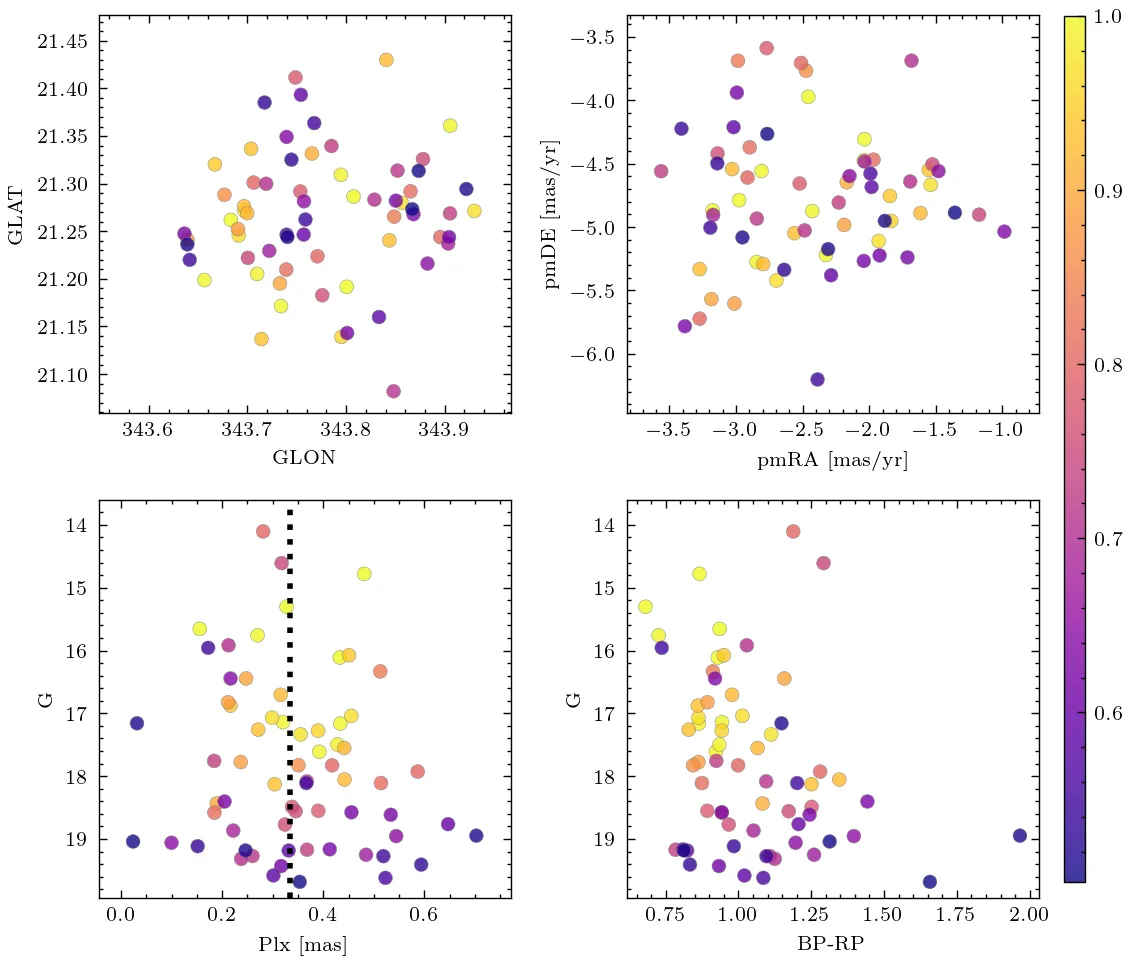 21.45
21.40
21.35
21.30
21.25
21.20
21.15
21.10
GLAT
343.6 343.7 343.8 343.9
GLON
−3.5
−4.0
−4.5
−5.0
−5.5
−6.0
pmDE [mas/yr]
−3.5 −3.0 −2.5 −2.0 −1.5 −1.0
pmRA [mas/yr]
14
15
16
17
18
19
G
0.0 0.2 0.4 0.6
Plx [mas]
14
15
16
17
18
19
G
0.75 1.00 1.25 1.50 1.75 2.00
BP-RP
1.0
0.9
0.8
0.7
0.6